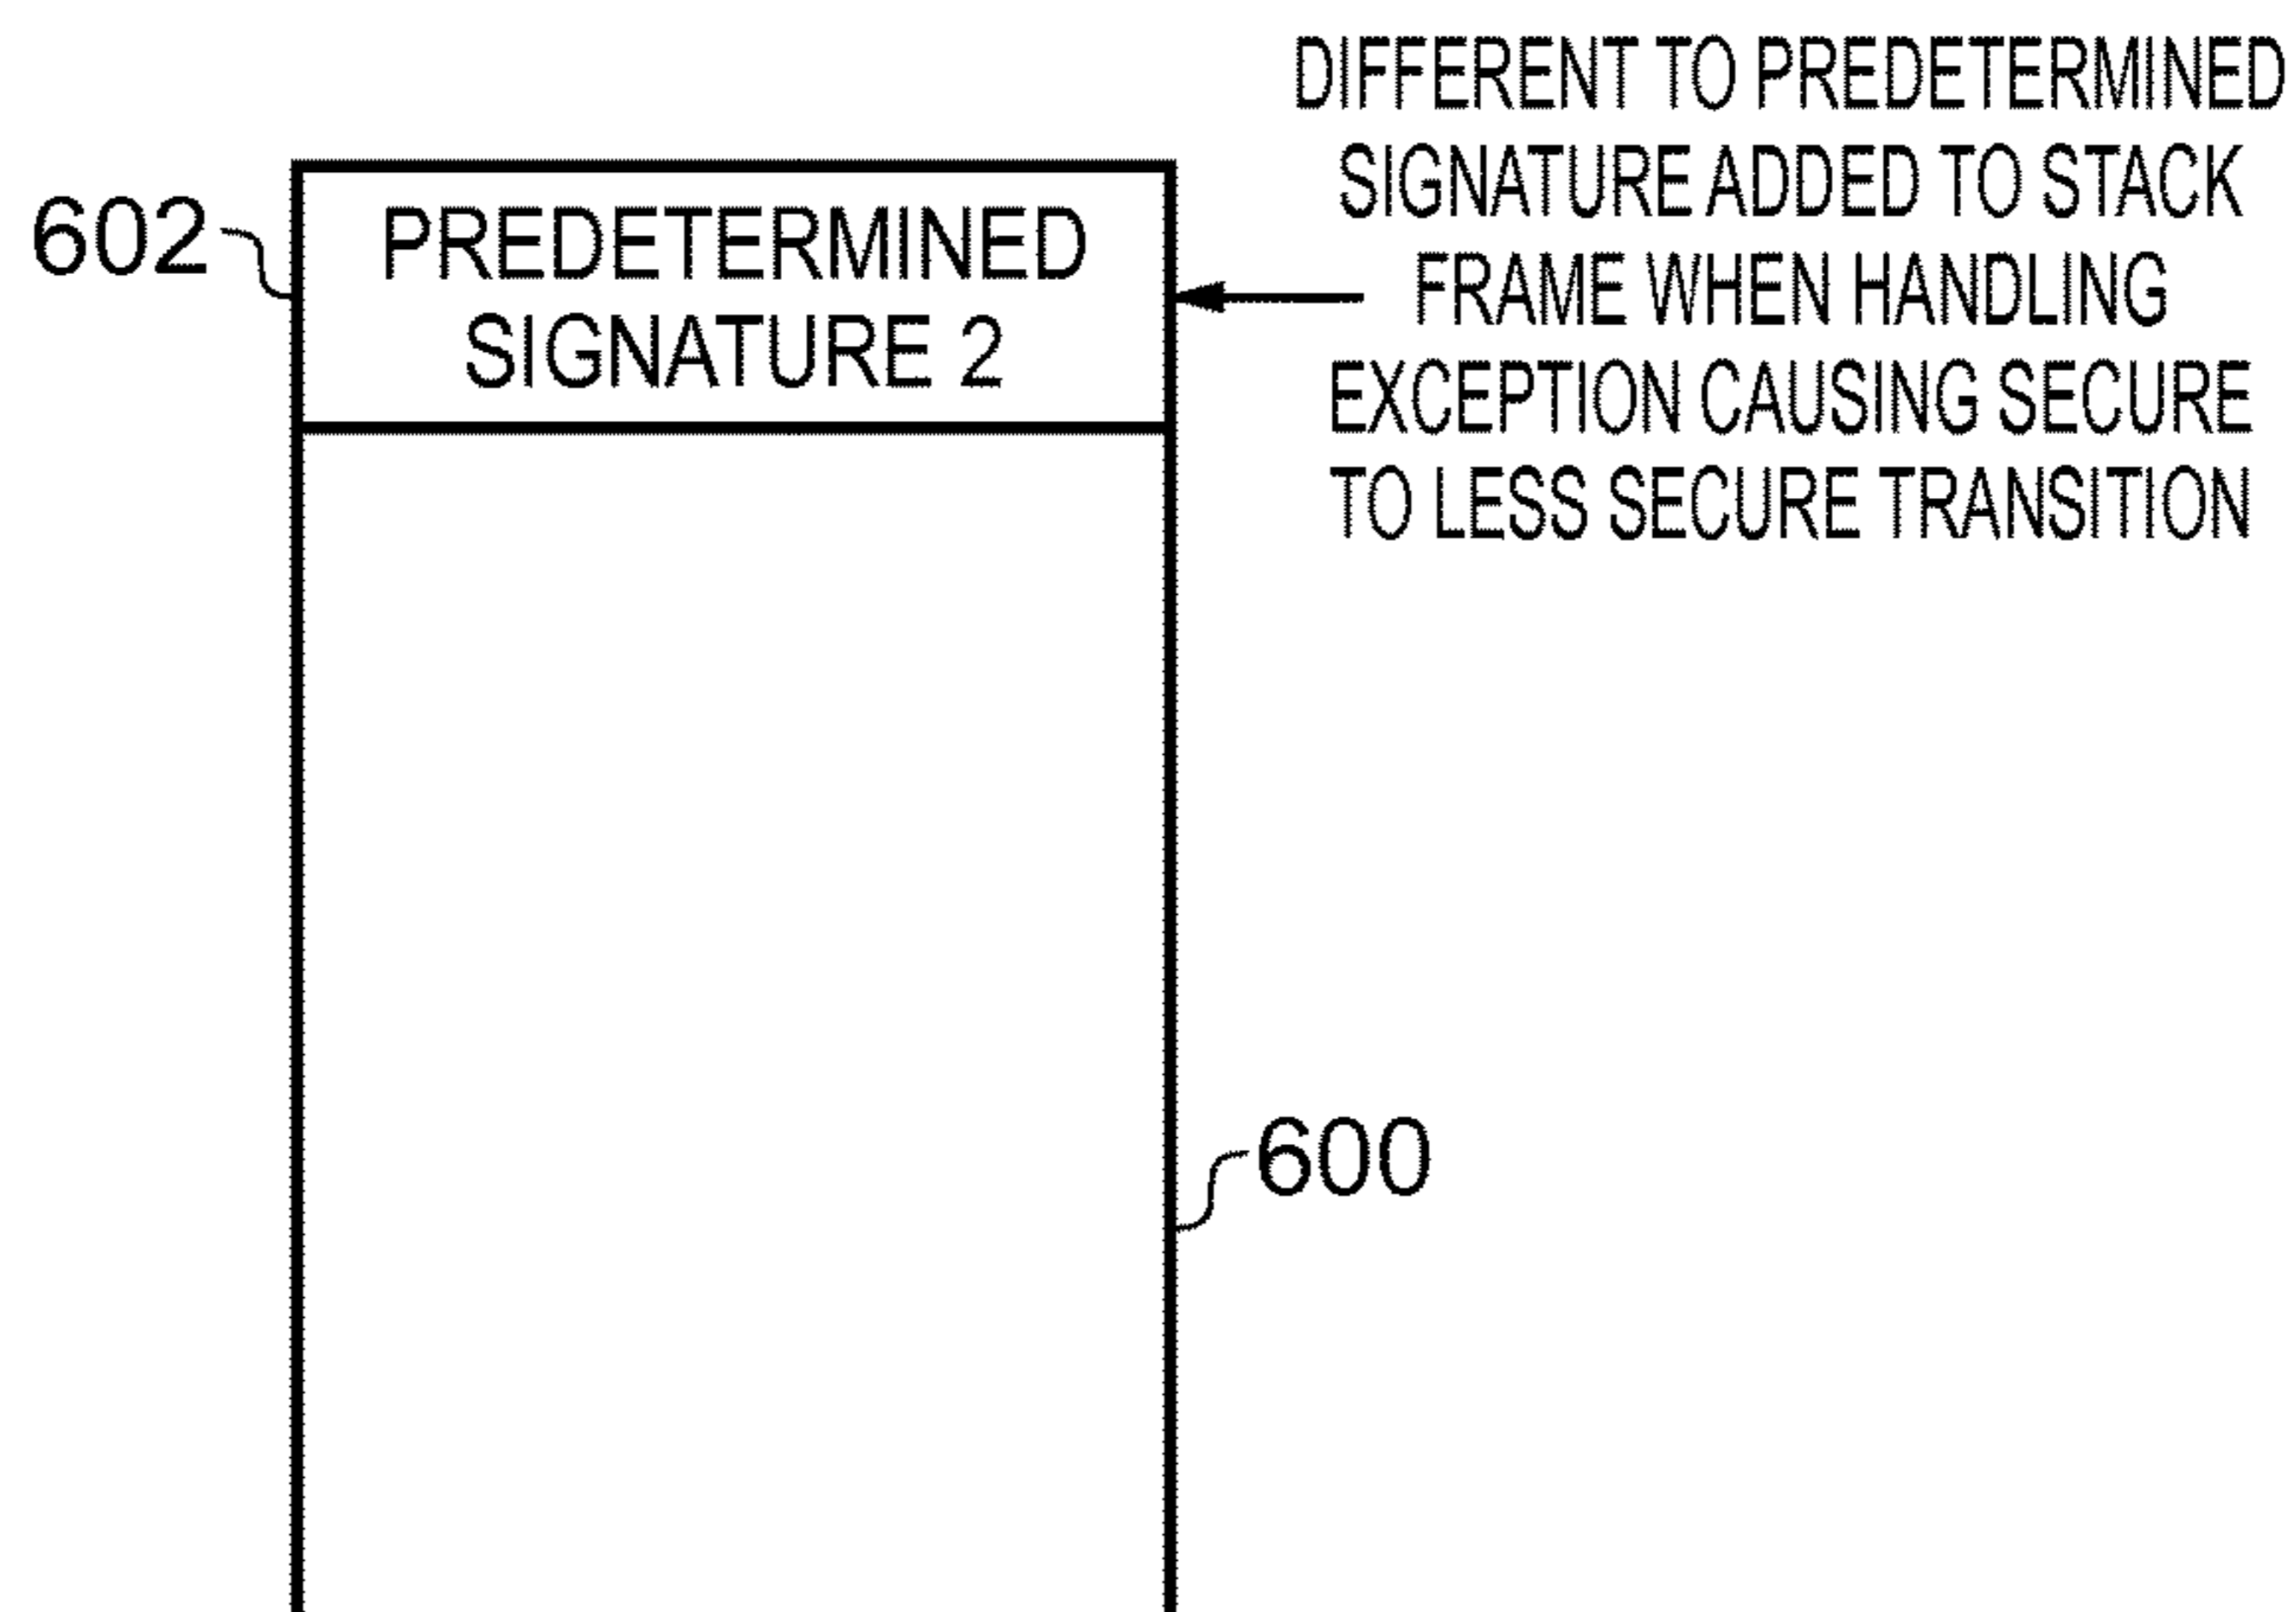 602
PREDETERMINED
SIGNATURE 2
DIFFERENT TO PREDETERMINED
SIGNATURE ADDED TO STACK
FRAME WHEN HANDLING
EXCEPTION CAUSING SECURE
TO LESS SECURE TRANSITION
600